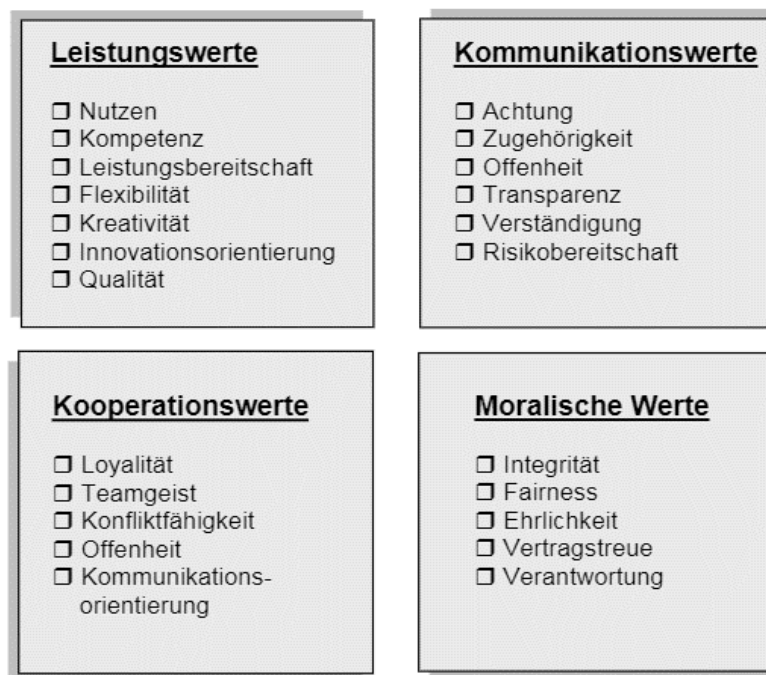 Leistungswerte
❐ Nutzen
❐ Kompetenz
❐ Leistungsbereitschaft
❐ Flexibilität
❐ Kreativität
❐ Innovationsorientierung
❐ Qualität
Kommunikationswerte
❐ Achtung
❐ Zugehörigkeit
❐ Offenheit
❐ Transparenz
❐ Verständigung
❐ Risikobereitschaft
Kooperationswerte
❐ Loyalität
❐ Teamgeist
❐ Konfliktfähigkeit
❐ Offenheit
❐ Kommunikations-
orientierung
Moralische Werte
❐ Integrität
❐ Fairness
❐ Ehrlichkeit
❐ Vertragstreue
❐ Verantwortung